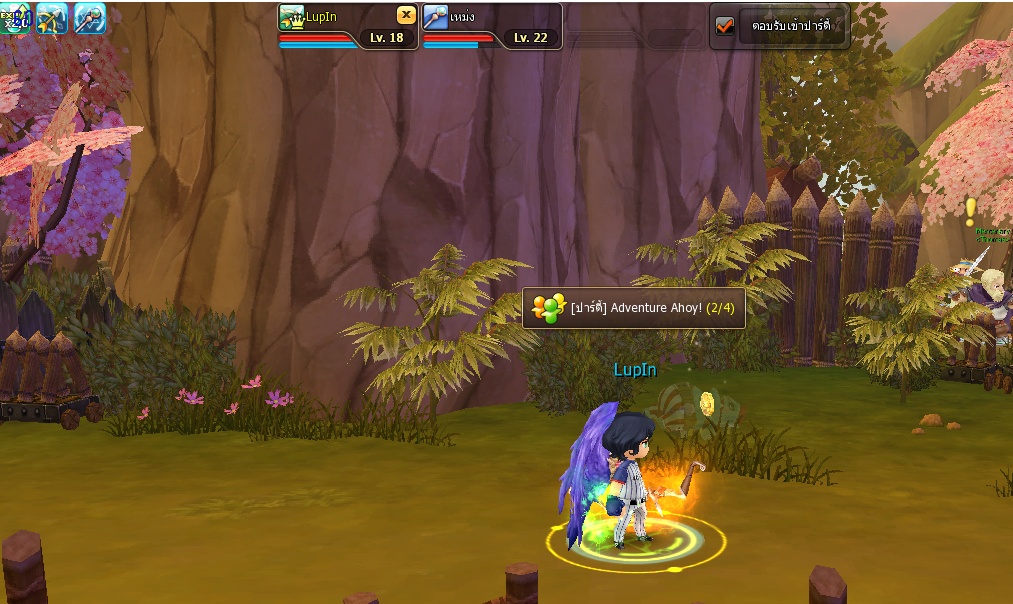 LupIn
Lv. 18
เหม่ง
Lv. 22
ตอบรับเข้าปาร์ตี้
[ปาร์ตี้] Adventure Ahoy! (2/4)
LupIn